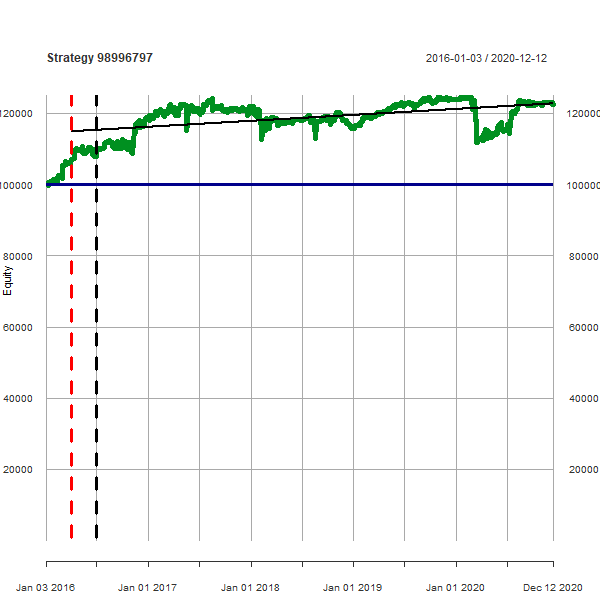 Strategy 98996797
2016-01-03 / 2020-12-12
120000
120000
100000
100000
80000
80000
60000
60000
40000
40000
20000
20000
Equity
Jan 03 2016
Jan 01 2017
Jan 01 2018
Jan 01 2019
Jan 01 2020
Dec 12 2020